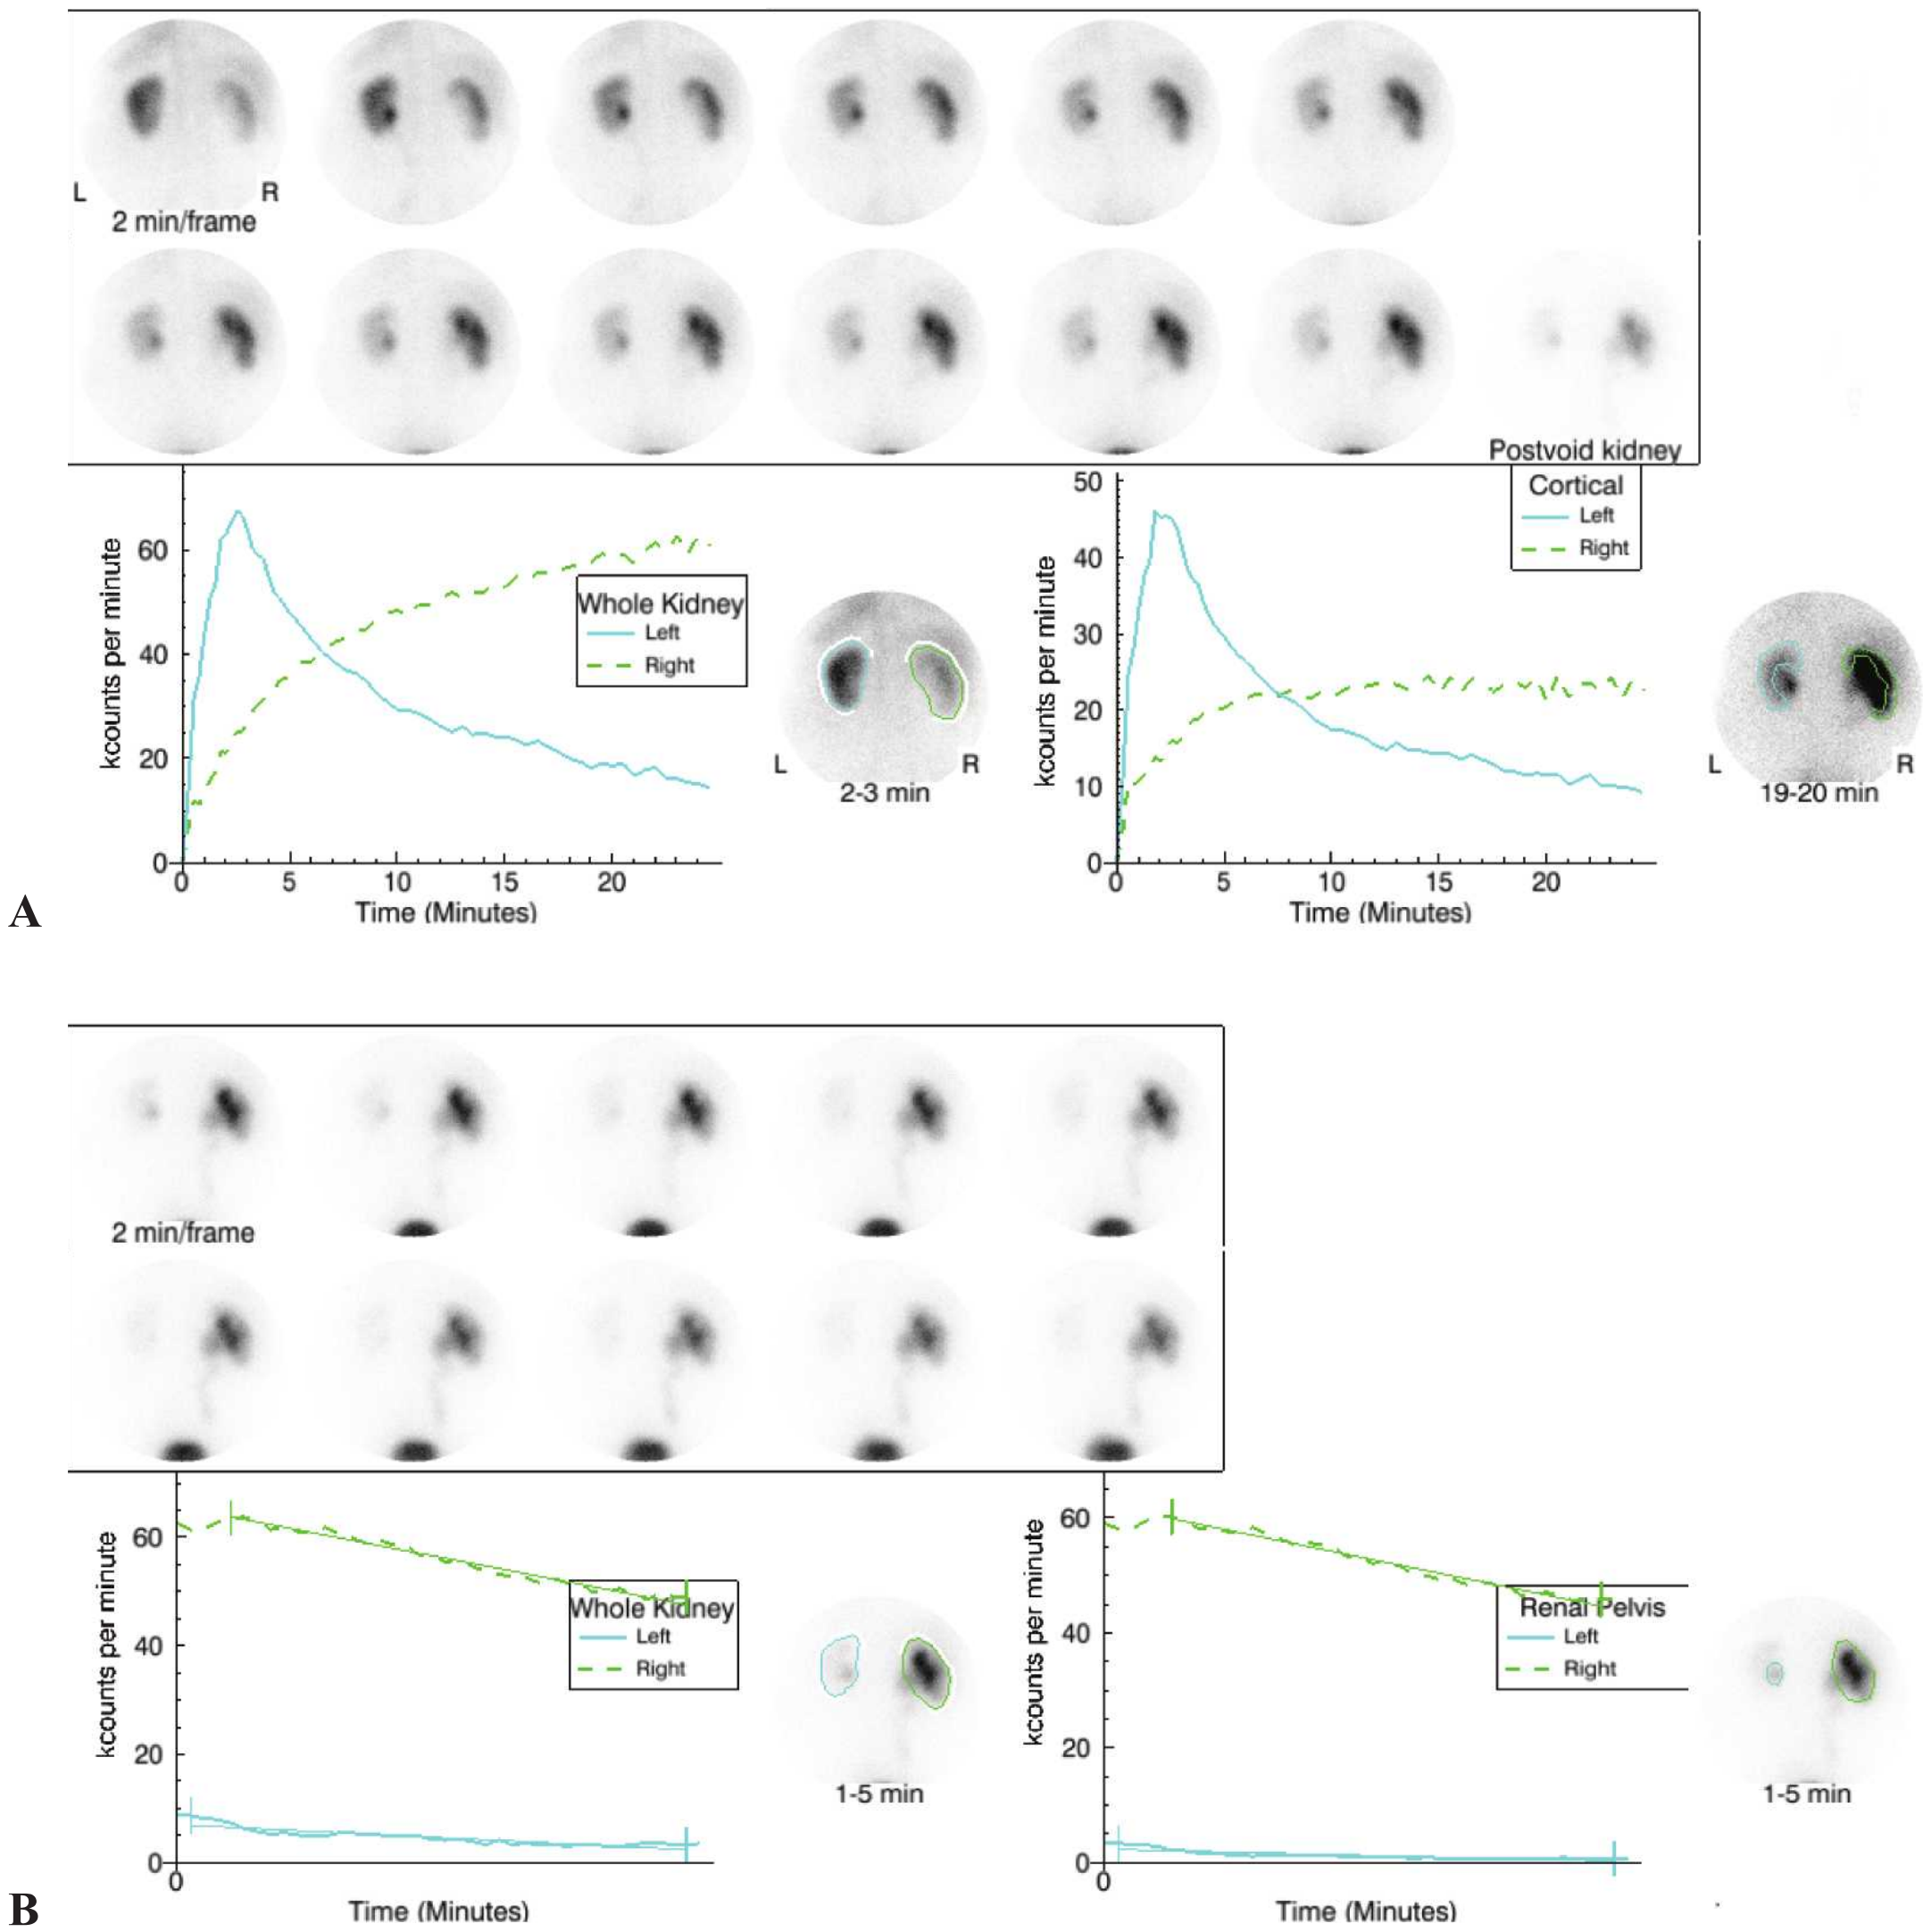 L
R
2 min/frame
Postvoid kidney
kcounts per minute
60
40
20
0
0
5
10
15
20
Time (Minutes)
Whole Kidney
Left
Right
L
R
2-3 min
kcounts per minute
50
40
30
20
10
0
0
5
10
15
20
Time (Minutes)
Cortical
Left
Right
L
R
19-20 min
A
2 min/frame
kcounts per minute
60
40
20
0
0
Time (Minutes)
Whole Kidney
Left
Right
1-5 min
kcounts per minute
60
40
20
0
0
Time (Minutes)
Renal Pelvis
Left
Right
1-5 min
B